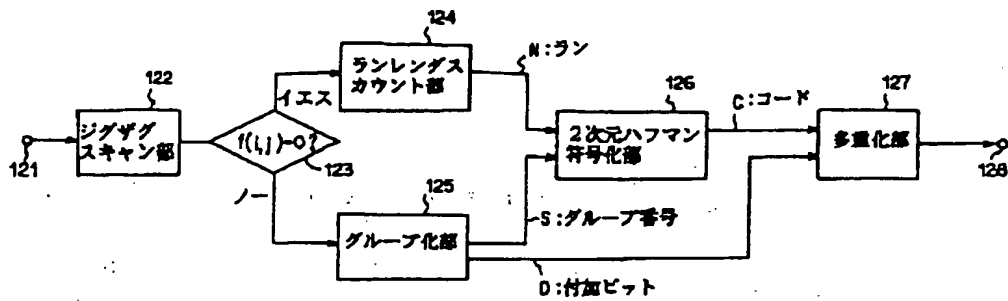 121
122
ジグザグ
スキャン部
f(i,j)=0?
123
イエス
ノー
124
ランレングス
カウント部
N:ラン
125
グループ化部
S:グループ番号
D:付加ビット
126
2次元ハフマン
符号化部
C:コード
127
多重化部
128